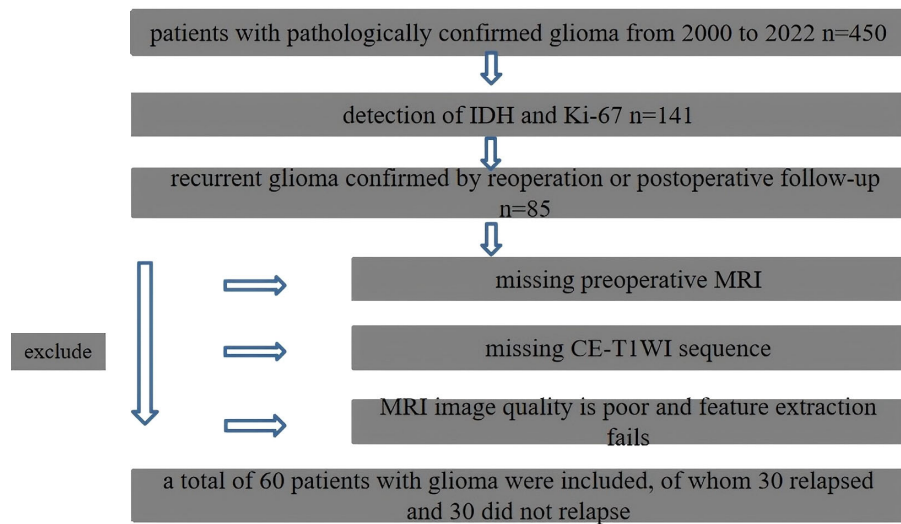 patients with pathologically confirmed glioma from 2000 to 2022 n=450
detection of IDH and Ki-67 n=141
recurrent glioma confirmed by reoperation or postoperative follow-up
n=85
missing preoperative MRI
exclude
missing CE-T1WI sequence
MRI image quality is poor and feature extraction
fails
a total of 60 patients with glioma were included, of whom 30 relapsed
and 30 did not relapse